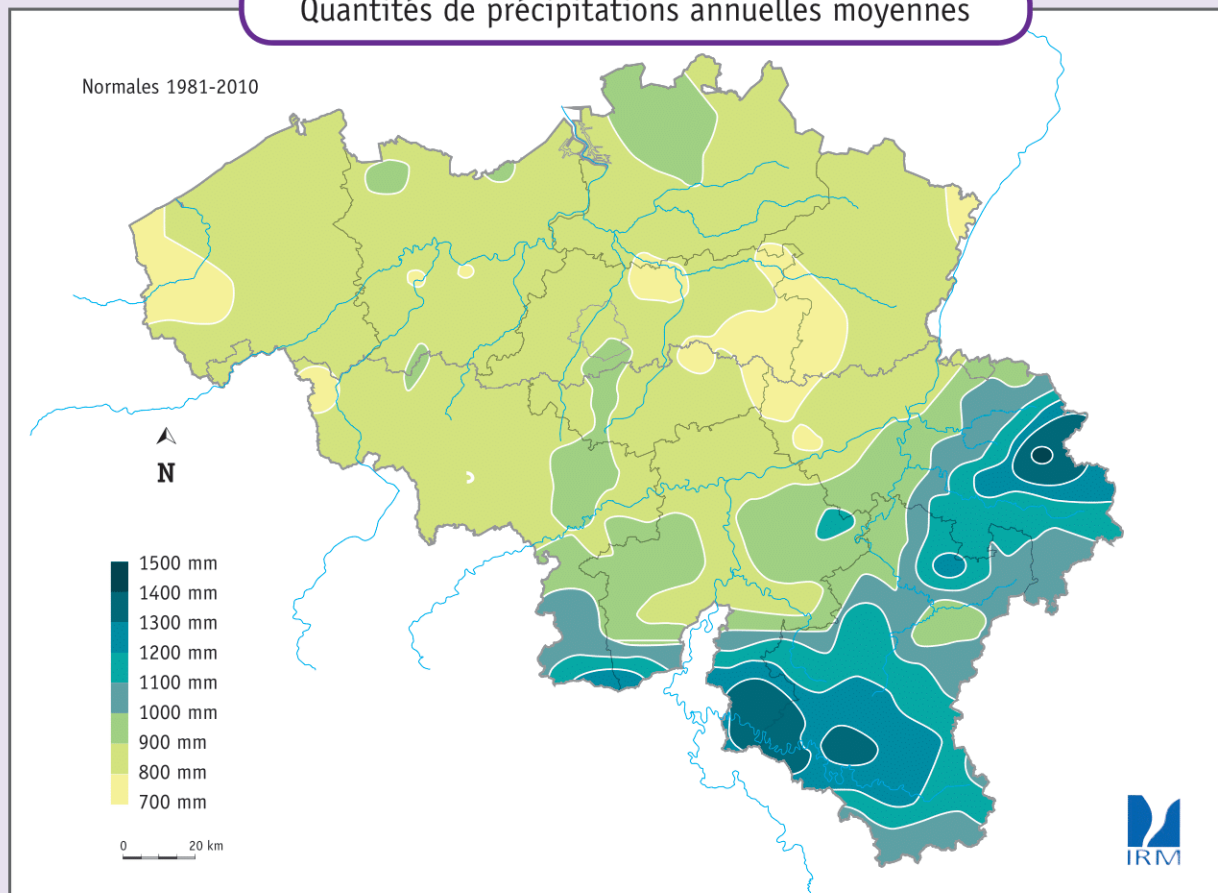 Quantités de précipitations annuelles moyennes
Normales 1981-2010
N
1500 mm
1400 mm
1300 mm
1200 mm
1100 mm
1000 mm
900 mm
800 mm
700 mm
0 20 km
IRM